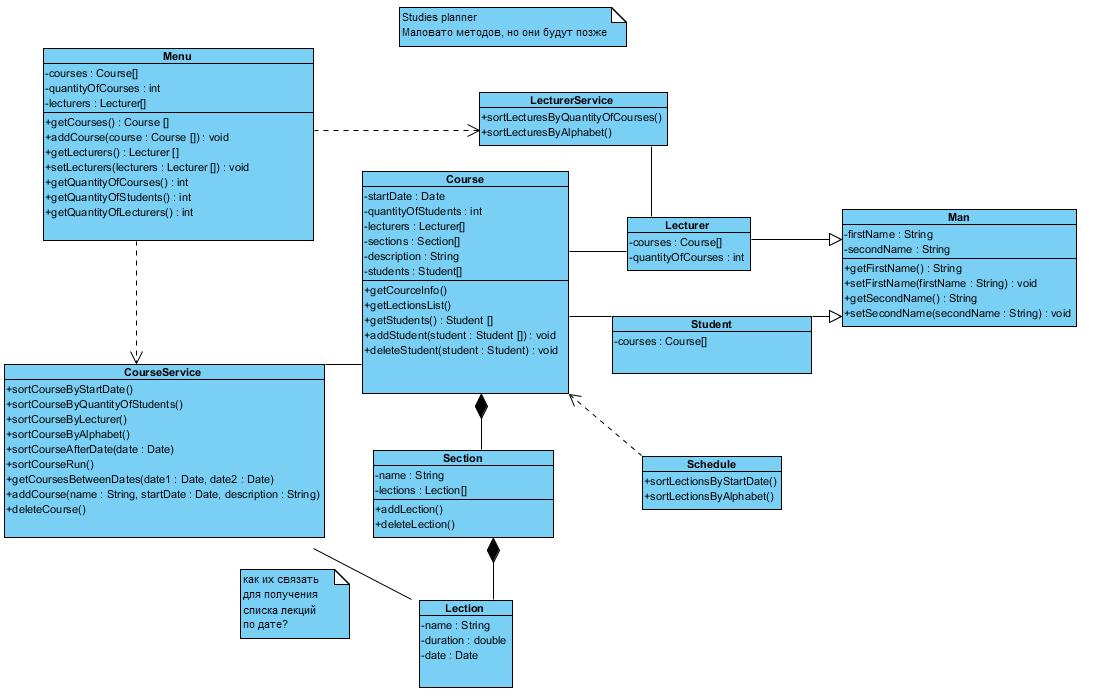 Studies planner
Маловато методов, но они будут позже
Menu
-courses : Course[]
-quantityOfCourses : int
-lecturers : Lecturer[]
+getCourses() : Course []
+addCourse(course : Course []) : void
+getLecturers() : Lecturer []
+setLecturers(lecturers : Lecturer []) : void
+getQuantityOfCourses() : int
+getQuantityOfStudents() : int
+getQuantityOfLecturers() : int
LecturerService
+sortLecturesByQuantityOfCourses()
+sortLecturesByAlphabet()
Course
-startDate : Date
-quantityOfStudents : int
-lecturers : Lecturer[]
-sections : Section[]
-description : String
-students : Student[]
+getCourceInfo()
+getLectionsList()
+getStudents() : Student []
+addStudent(student : Student []) : void
+deleteStudent(student : Student) : void
Lecturer
-courses : Course[]
-quantityOfCourses : int
Man
-firstName : String
-secondName : String
+getFirstName() : String
+setFirstName(firstName : String) : void
+getSecondName() : String
+setSecondName(secondName : String) : void
Student
-courses : Course[]
CourseService
+sortCourseByStartDate()
+sortCourseByQuantityOfStudents()
+sortCourseByLecturer()
+sortCourseByAlphabet()
+sortCourseAfterDate(date : Date)
+sortCourseRun()
+getCoursesBetweenDates(date1 : Date, date2 : Date)
+addCourse(name : String, startDate : Date, description : String)
+deleteCourse()
Section
-name : String
-lections : Lection[]
+addLection()
+deleteLection()
Schedule
+sortLectionsByStartDate()
+sortLectionsByAlphabet()
как их связать
для получения
списка лекций
по дате?
Lection
-name : String
-duration : double
-date : Date